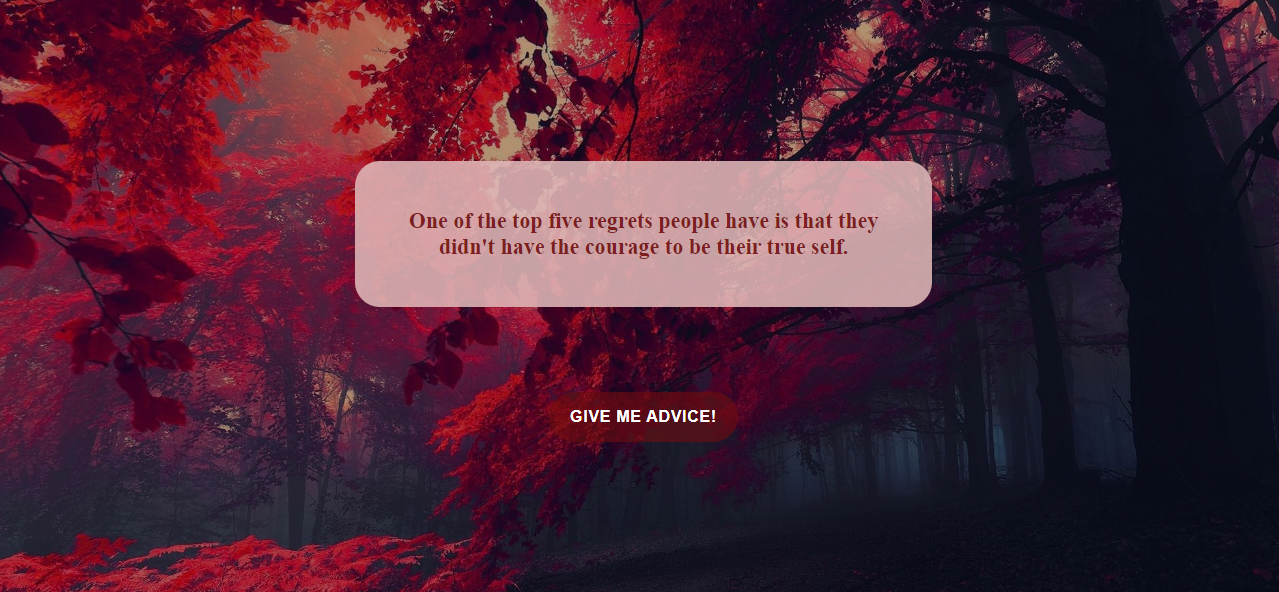 One of the top five regrets people have is that they
didn't have the courage to be their true self.
GIVE ME ADVICE!